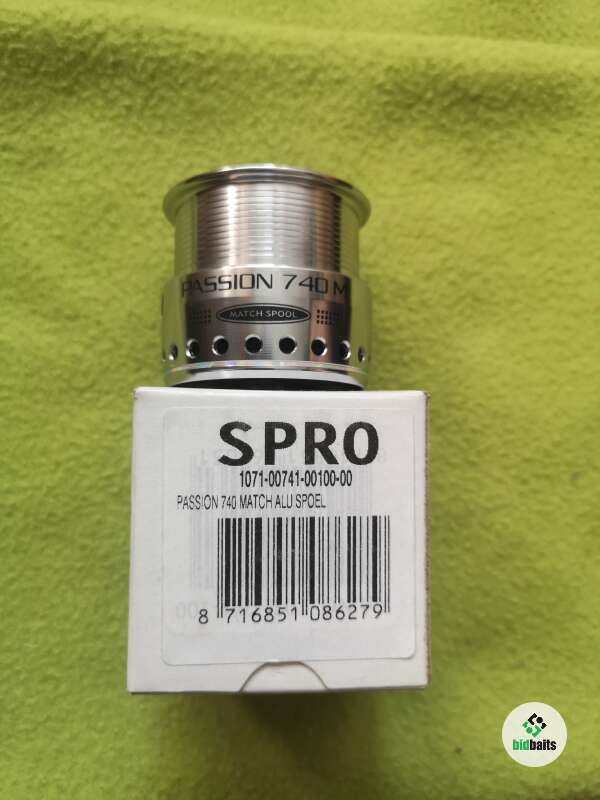 PASSION 740 M
MATCH SPOOL
SPRO
1071-00741-00100-00
PASSION 740 MATCH ALU SPOEL
8 716851 086279
bidbaits